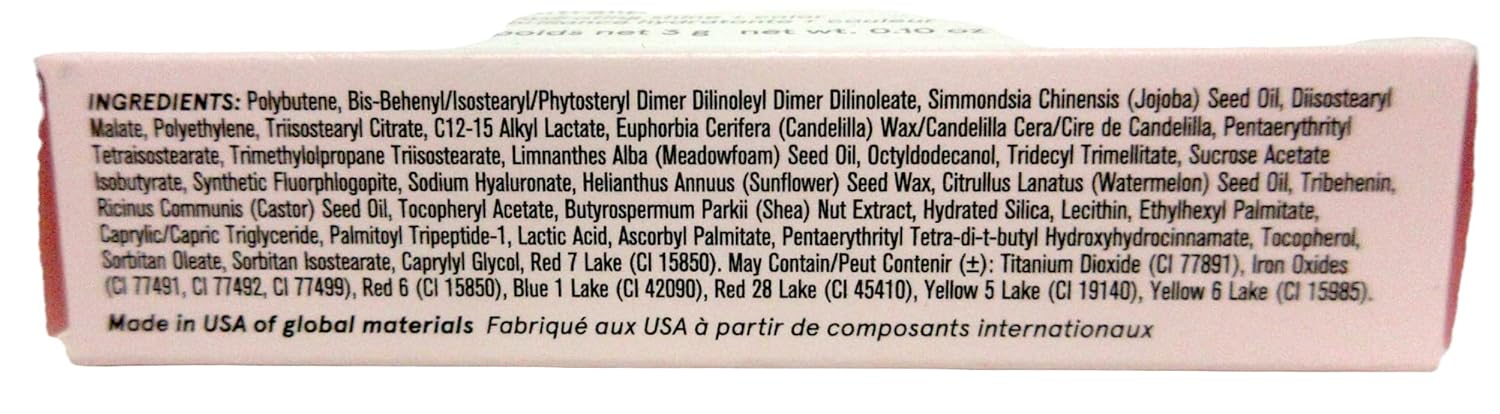 hydrating shine + color
hydratante + couleur
poids net 3 g net wt. 0.10 oz
INGREDIENTS: Polybutene, Bis-Behenyl/Isostearyl/Phytosteryl Dimer Dilinoleyl Dimer Dilinoleate, Simmondsia Chinensis (Jojoba) Seed Oil, Diisostearyl
Malate, Polyethylene, Triisostearyl Citrate, C12-15 Alkyl Lactate, Euphorbia Cerifera (Candelilla) Wax/Candelilla Cera/Cire de Candelilla, Pentaerythrityl
Tetraisostearate, Trimethylolpropane Triisostearate, Limnanthes Alba (Meadowfoam) Seed Oil, Octyldodecanol, Tridecyl Trimellitate, Sucrose Acetate
Isobutyrate, Synthetic Fluorphlogopite, Sodium Hyaluronate, Helianthus Annuus (Sunflower) Seed Wax, Citrullus Lanatus (Watermelon) Seed Oil, Tribehenin,
Ricinus Communis (Castor) Seed Oil, Tocopheryl Acetate, Butyrospermum Parkii (Shea) Nut Extract, Hydrated Silica, Lecithin, Ethylhexyl Palmitate,
Caprylic/Capric Triglyceride, Palmitoyl Tripeptide-1, Lactic Acid, Ascorbyl Palmitate, Pentaerythrityl Tetra-di-t-butyl Hydroxyhydrocinnamate, Tocopherol,
Sorbitan Oleate, Sorbitan Isostearate, Caprylyl Glycol, Red 7 Lake (CI 15850). May Contain/Peut Contenir (±): Titanium Dioxide (CI 77891), Iron Oxides
(CI 77491, CI 77492, CI 77499), Red 6 (CI 15850), Blue 1 Lake (CI 42090), Red 28 Lake (CI 45410), Yellow 5 Lake (CI 19140), Yellow 6 Lake (CI 15985).
Made in USA of global materials Fabriqué aux USA à partir de composants internationaux